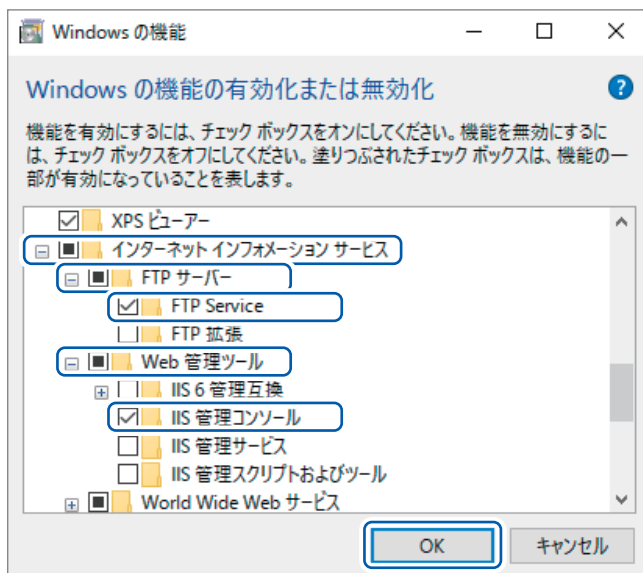 Windows の機能
Windows の機能の有効化または無効化
機能を有効にするには、チェック ボックスをオンにしてください。機能を無効にするに
は、チェック ボックスをオフにしてください。塗りつぶされたチェック ボックスは、機能の一
部が有効になっていることを表します。
XPS ビューアー
インターネット インフォメーション サービス
FTP サーバー
FTP Service
FTP 拡張
Web 管理ツール
IIS 6 管理互換
IIS 管理コンソール
IIS 管理サービス
IIS 管理スクリプトおよびツール
World Wide Web サービス
OK キャンセル